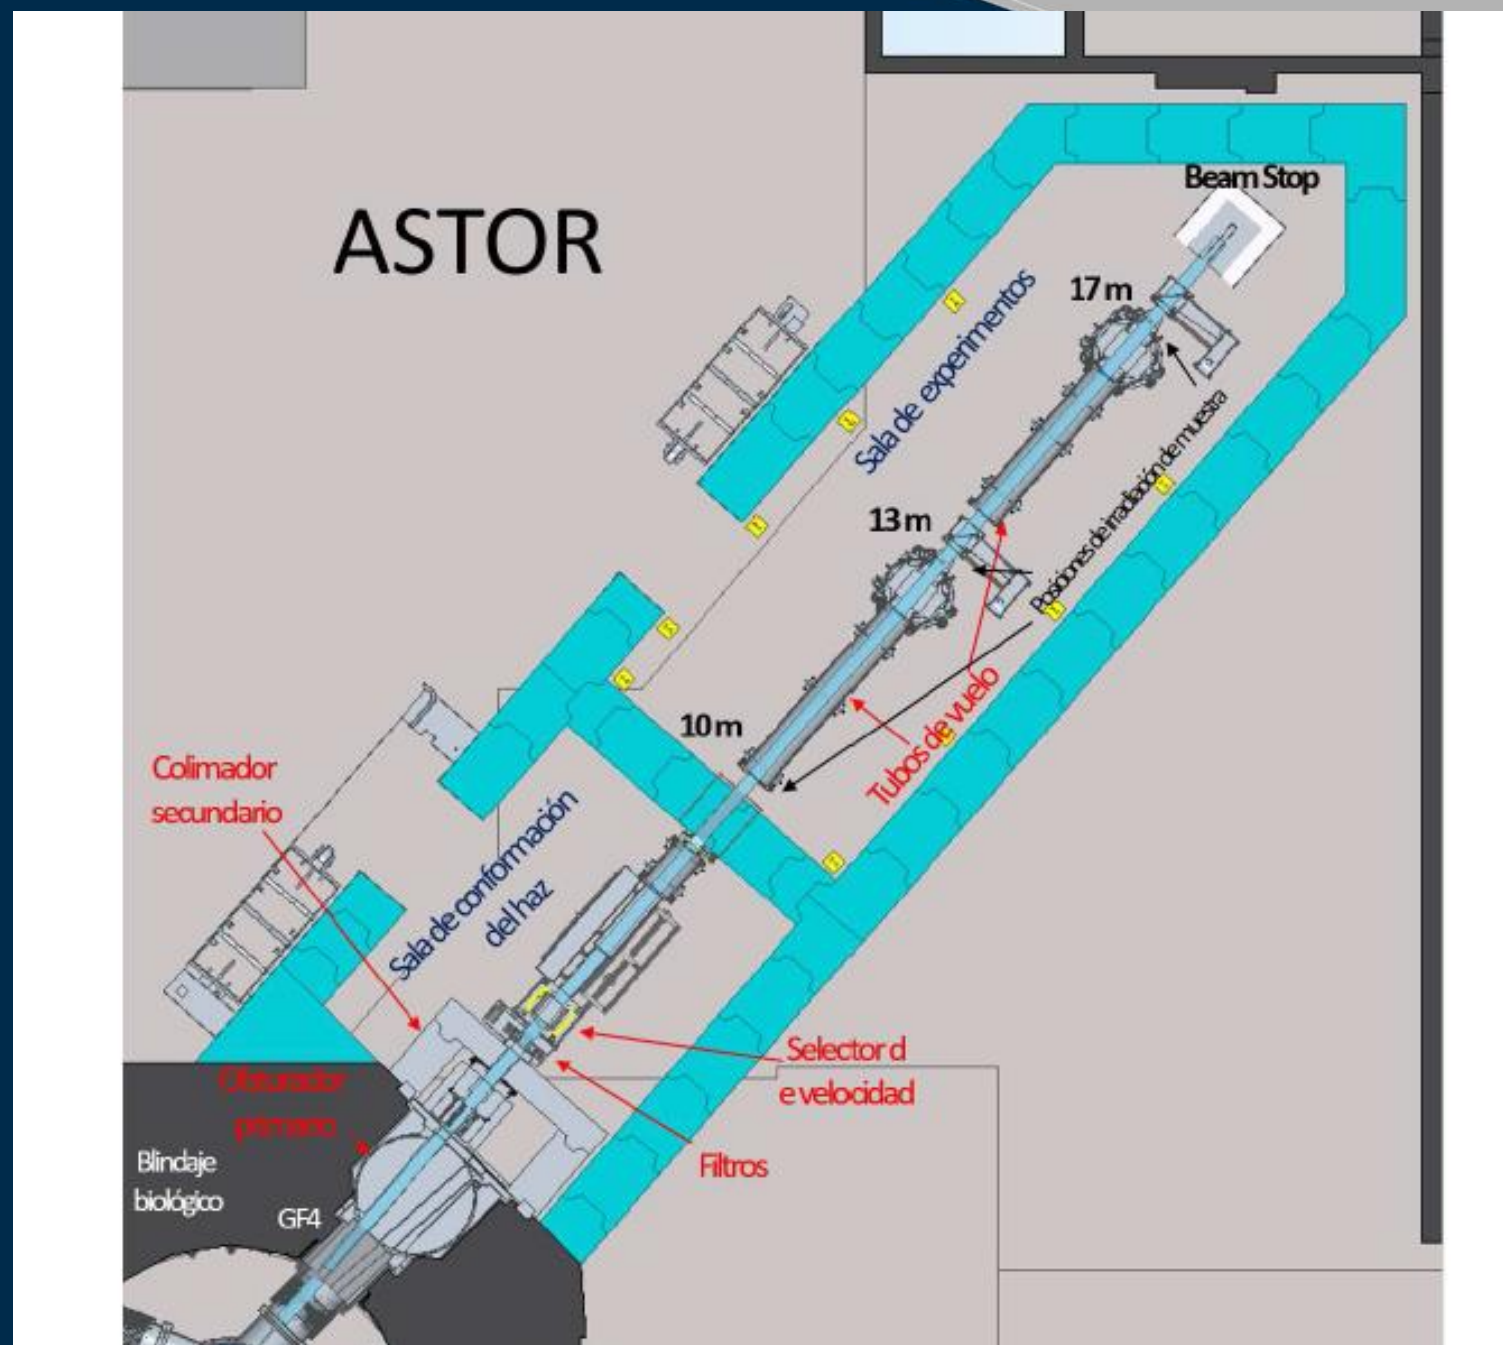 Beam Stop
ASTOR
17 m
Sala de experimentos
13 m
Posiciones de irradiación de muestra
10 m
Tubos de vuelo
Colimador
secundario
Sala de conformación
del haz
Selector d
e velocidad
Obturador
primario
Filtros
Blindaje
biológico
GF4